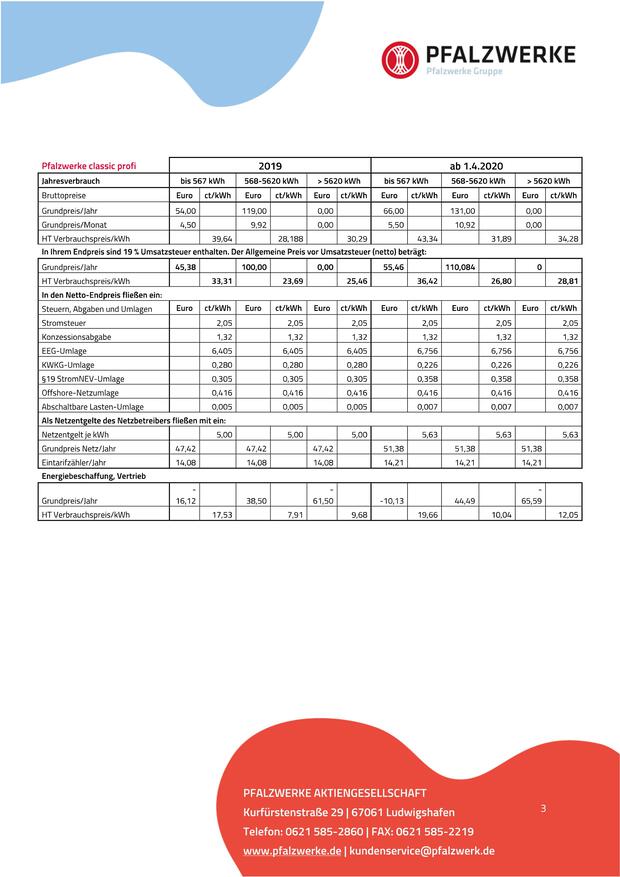 PFALZWERKE
Pfalzwerke Gruppe
Pfalzwerke classic profi 2019 ab 1.4.2020
Jahresverbrauch bis 567 kWh 568-5620 kWh > 5620 kWh bis 567 kWh 568-5620 kWh > 5620 kWh
Bruttopreise Euro ct/kWh Euro ct/kWh Euro ct/kWh Euro ct/kWh Euro ct/kWh Euro ct/kWh
Grundpreis/Jahr 54,00 119,00 0,00 66,00 131,00 0,00
Grundpreis/Monat 4,50 9,92 0,00 5,50 10,92 0,00
HT Verbrauchspreis/kWh 39,64 28,188 30,29 43,34 31,89 34,28
In Ihrem Endpreis sind 19 % Umsatzsteuer enthalten. Der Allgemeine Preis vor Umsatzsteuer (netto) beträgt:
Grundpreis/Jahr 45,38 100,00 0,00 55,46 110,084 0
HT Verbrauchspreis/kWh 33,31 23,69 25,46 36,42 26,80 28,81
In den Netto-Endpreis fließen ein:
Steuern, Abgaben und Umlagen Euro ct/kWh Euro ct/kWh Euro ct/kWh Euro ct/kWh Euro ct/kWh Euro ct/kWh
Stromsteuer 2,05 2,05 2,05 2,05 2,05 2,05
Konzessionsabgabe 1,32 1,32 1,32 1,32 1,32 1,32
EEG-Umlage 6,405 6,405 6,405 6,756 6,756 6,756
KWKG-Umlage 0,280 0,280 0,280 0,226 0,226 0,226
§19 StromNEV-Umlage 0,305 0,305 0,305 0,358 0,358 0,358
Offshore-Netzumlage 0,416 0,416 0,416 0,416 0,416 0,416
Abschaltbare Lasten-Umlage 0,005 0,005 0,005 0,007 0,007 0,007
Als Netzentgelte des Netzbetreibers fließen mit ein:
Netzentgelt je kWh 5,00 5,00 5,00 5,63 5,63 5,63
Grundpreis Netz/Jahr 47,42 47,42 47,42 51,38 51,38 51,38
Eintarifzähler/Jahr 14,08 14,08 14,08 14,21 14,21 14,21
Energiebeschaffung, Vertrieb
- - -
Grundpreis/Jahr 16,12 38,50 61,50 -10,13 44,49 65,59
HT Verbrauchspreis/kWh 17,53 7,91 9,68 19,66 10,04 12,05
PFALZWERKE AKTIENGESELLSCHAFT
Kurfürstenstraße 29 | 67061 Ludwigshafen
3
Telefon: 0621 585-2860 | FAX: 0621 585-2219
www.pfalzwerke.de | kundenservice@pfalzwerk.de